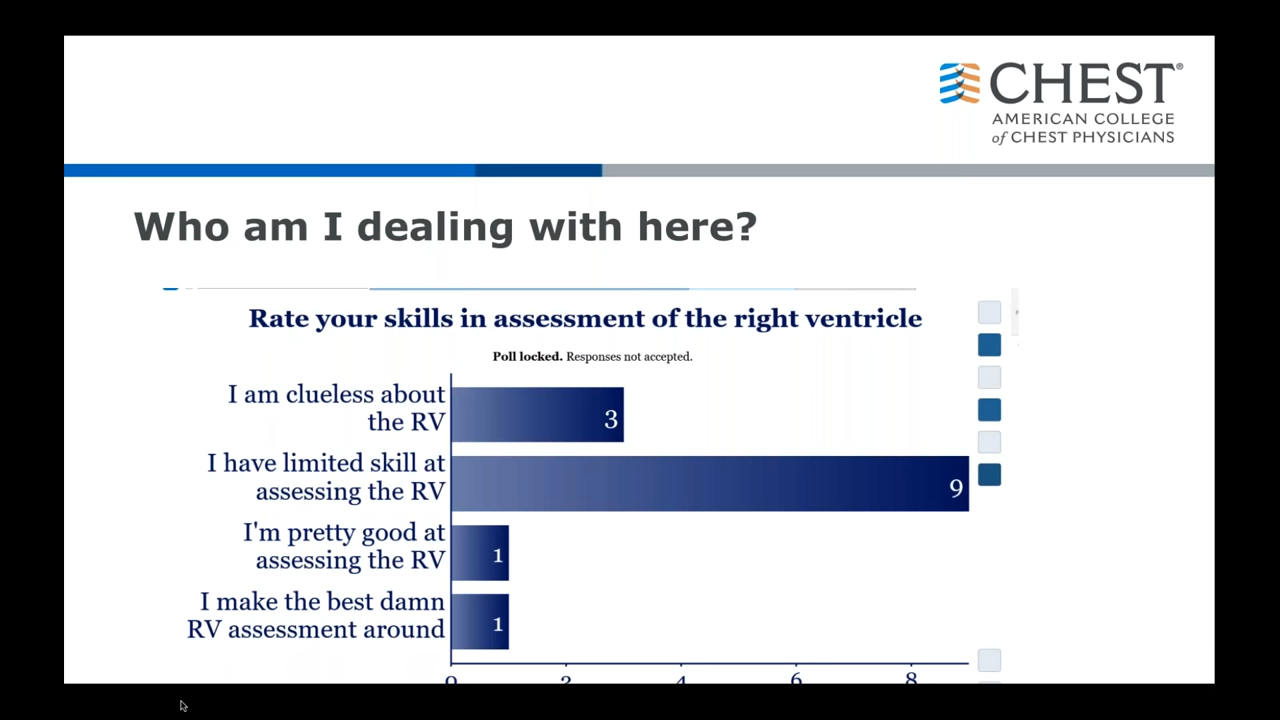 CHEST®
AMERICAN COLLEGE
of CHEST PHYSICIANS
Who am I dealing with here?
Rate your skills in assessment of the right ventricle
Poll locked. Responses not accepted.
I am clueless about
the RV
3
I have limited skill at
assessing the RV
9
I'm pretty good at
assessing the RV
1
I make the best damn
RV assessment around
1
0 2 4 6 8